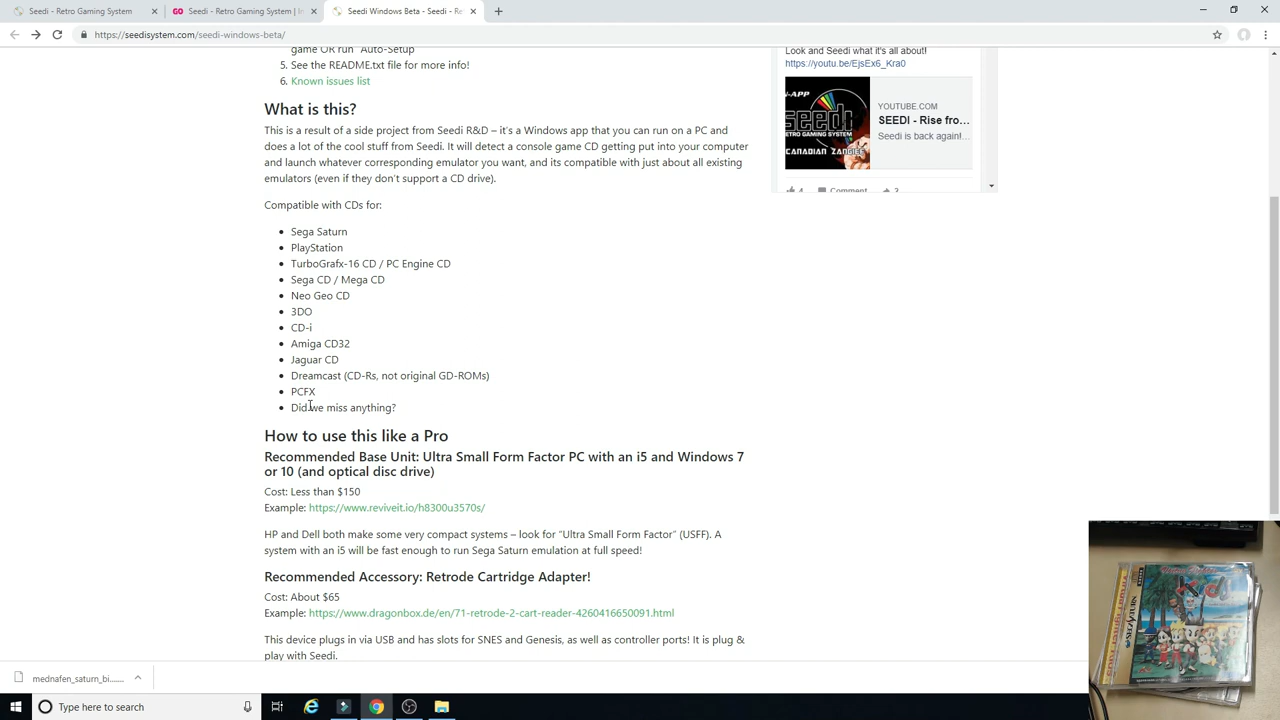 Seedi - Retro Gaming System
Seedi - Retro Gaming System | In
Seedi Windows Beta - Seedi - Ret
https://seedisystem.com/seedi-windows-beta/
game OR run "Auto-Setup"
5. See the README.txt file for more info!
6. Known issues list
What is this?
This is a result of a side project from Seedi R&D – it's a Windows app that you can run on a PC and
does a lot of the cool stuff from Seedi. It will detect a console game CD getting put into your computer
and launch whatever corresponding emulator you want, and its compatible with just about all existing
emulators (even if they don't support a CD drive).
Compatible with CDs for:
• Sega Saturn
• PlayStation
• TurboGrafx-16 CD / PC Engine CD
• Sega CD / Mega CD
• Neo Geo CD
• 3DO
• CD-i
• Amiga CD32
• Jaguar CD
• Dreamcast (CD-Rs, not original GD-ROMs)
• PCFX
• Did we miss anything?
How to use this like a Pro
Recommended Base Unit: Ultra Small Form Factor PC with an i5 and Windows 7
or 10 (and optical disc drive)
Cost: Less than $150
Example: https://www.reviveit.io/h8300u3570s/
HP and Dell both make some very compact systems – look for "Ultra Small Form Factor" (USFF). A
system with an i5 will be fast enough to run Sega Saturn emulation at full speed!
Recommended Accessory: Retrode Cartridge Adapter!
Cost: About $65
Example: https://www.dragonbox.de/en/71-retrode-2-cart-reader-4260416650091.html
This device plugs in via USB and has slots for SNES and Genesis, as well as controller ports! It is plug &
play with Seedi.
Look and Seedi what it's all about!
https://youtu.be/EjsEx6_Kra0
N-APP
seedi
RETRO GAMING SYSTEM
CANADIAN ZANGIEF
YOUTUBE.COM
SEEDI - Rise fro...
Seedi is back again!...
4 Comment 3
mednafen_saturn_bi.......
Type here to search